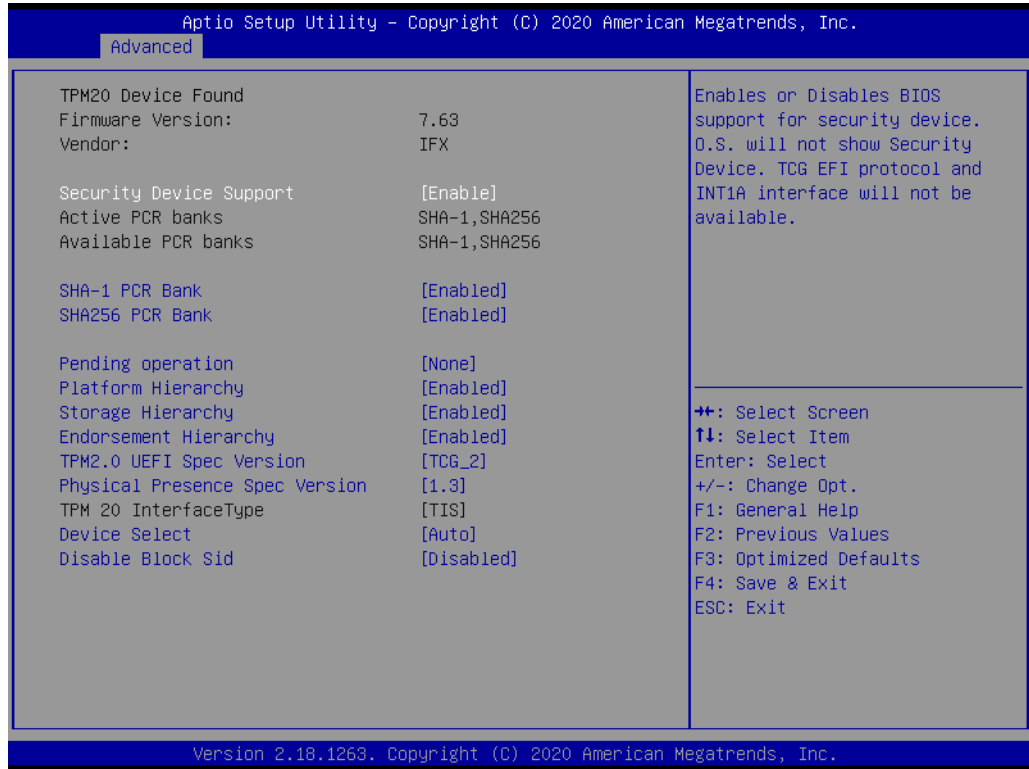 Aptio Setup Utility – Copyright (C) 2020 American Megatrends, Inc.
Advanced
TPM20 Device Found
Firmware Version: 7.63
Vendor: IFX
Security Device Support [Enable]
Active PCR banks SHA-1,SHA256
Available PCR banks SHA-1,SHA256
SHA-1 PCR Bank [Enabled]
SHA256 PCR Bank [Enabled]
Pending operation [None]
Platform Hierarchy [Enabled]
Storage Hierarchy [Enabled]
Endorsement Hierarchy [Enabled]
TPM2.0 UEFI Spec Version [TCG_2]
Physical Presence Spec Version [1.3]
TPM 20 InterfaceType [TIS]
Device Select [Auto]
Disable Block Sid [Disabled]
Enables or Disables BIOS
support for security device.
O.S. will not show Security
Device. TCG EFI protocol and
INT1A interface will not be
available.
→←: Select Screen
↑↓: Select Item
Enter: Select
+/-: Change Opt.
F1: General Help
F2: Previous Values
F3: Optimized Defaults
F4: Save & Exit
ESC: Exit
Version 2.18.1263. Copyright (C) 2020 American Megatrends, Inc.